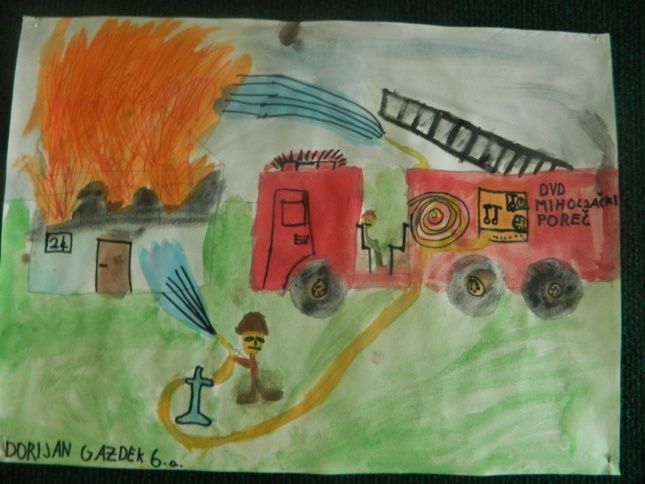 24
DVD
MIHOLJAČKI
POREČ
DORIJAN GAZDEK 6.a.